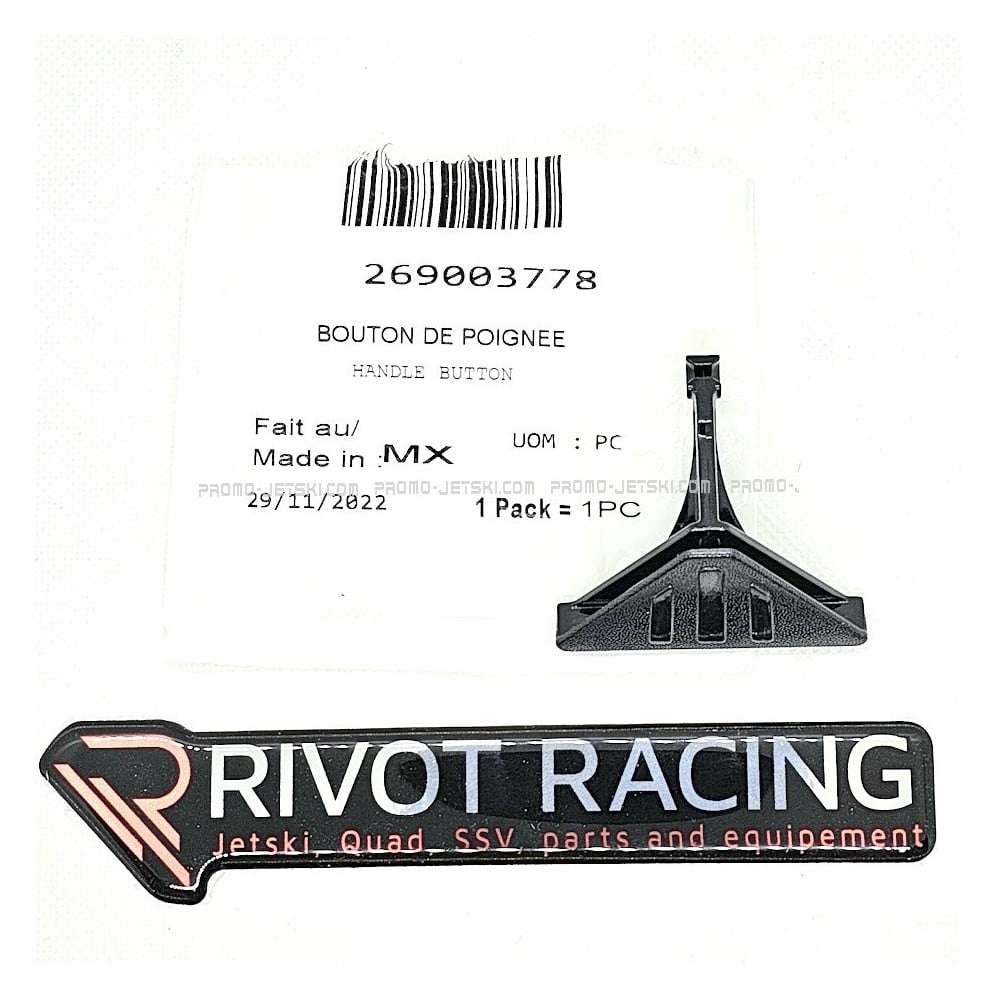 269003778
BOUTON DE POIGNEE
HANDLE BUTTON
Fait au/
Made in : MX
UOM : PC
PROMO-JETSKI.COM PROMO-JETSKI.COM PROMO-JETSKI.COM PROMO-J
29/11/2022
1 Pack = 1PC
RIVOT RACING
Jetski, Quad, SSV, parts and equipement